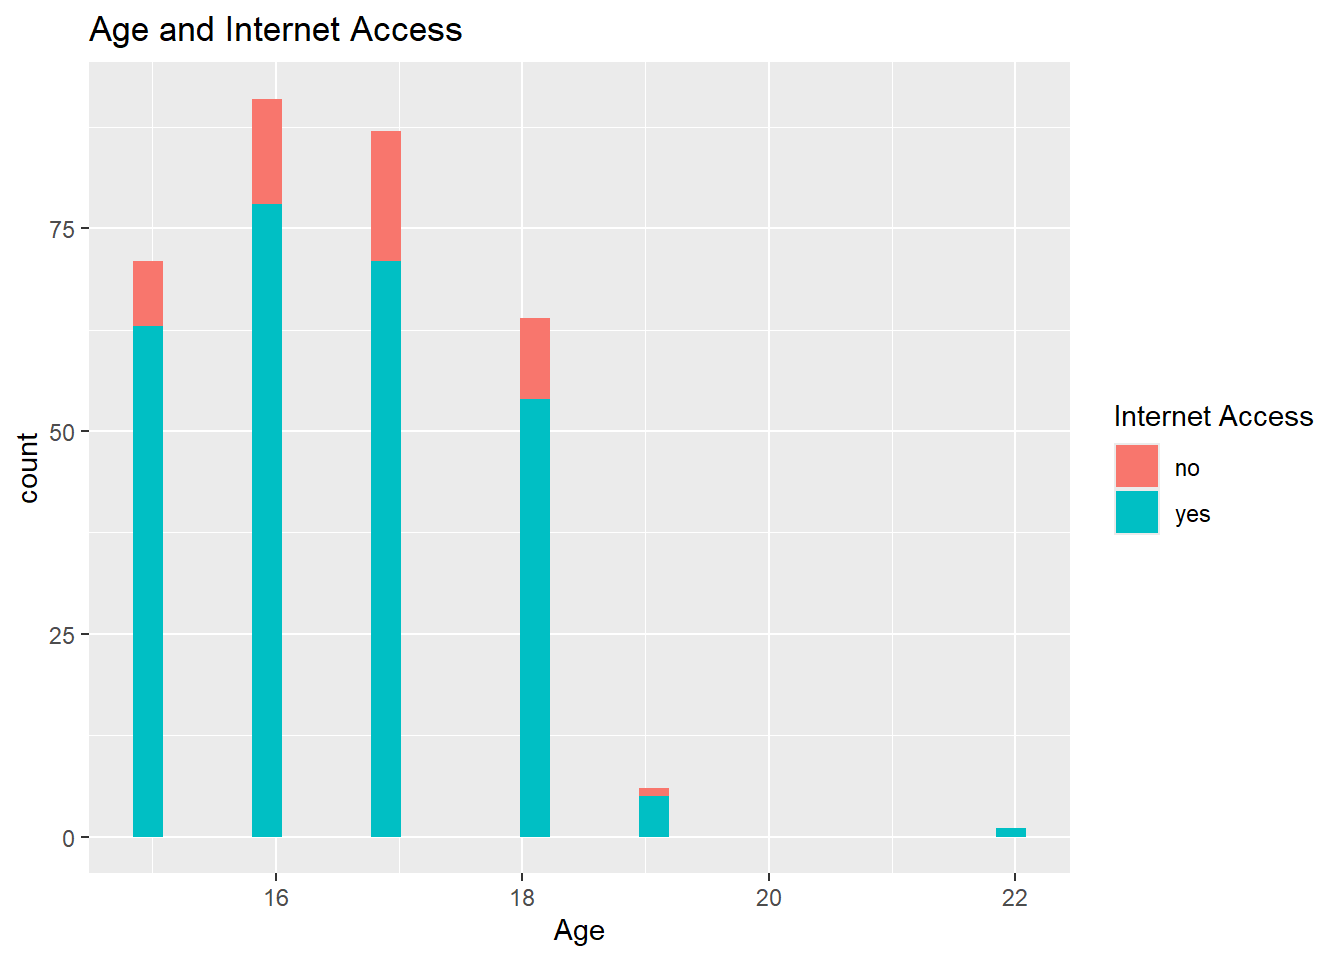 Age and Internet Access
count
75
50
25
0
16 18 20 22
Age
Internet Access
no
yes